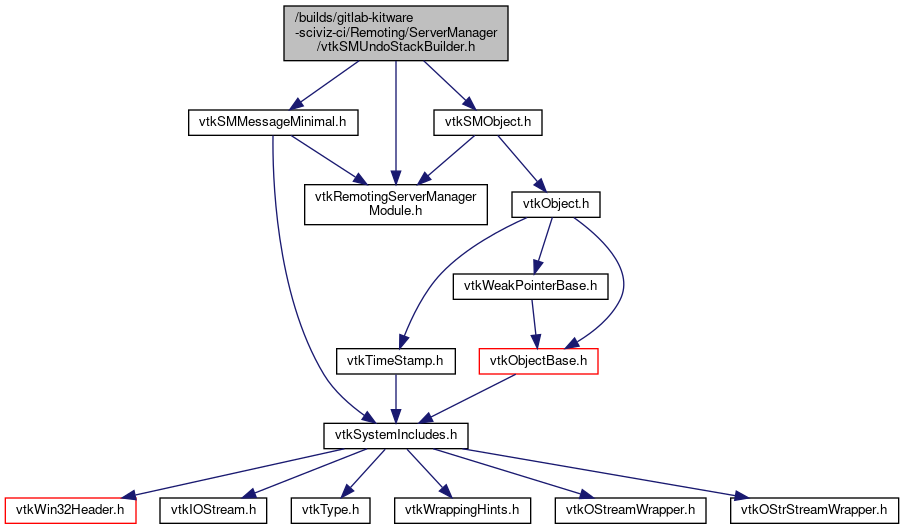 /builds/gitlab-kitware
-sciviz-ci/Remoting/ServerManager
/vtkSMUndoStackBuilder.h
vtkSMMessageMinimal.h
vtkSMObject.h
vtkRemotingServerManager
Module.h
vtkObject.h
vtkWeakPointerBase.h
vtkTimeStamp.h
vtkObjectBase.h
vtkSystemIncludes.h
vtkWin32Header.h
vtkIOStream.h
vtkType.h
vtkWrappingHints.h
vtkOStreamWrapper.h
vtkOStrStreamWrapper.h